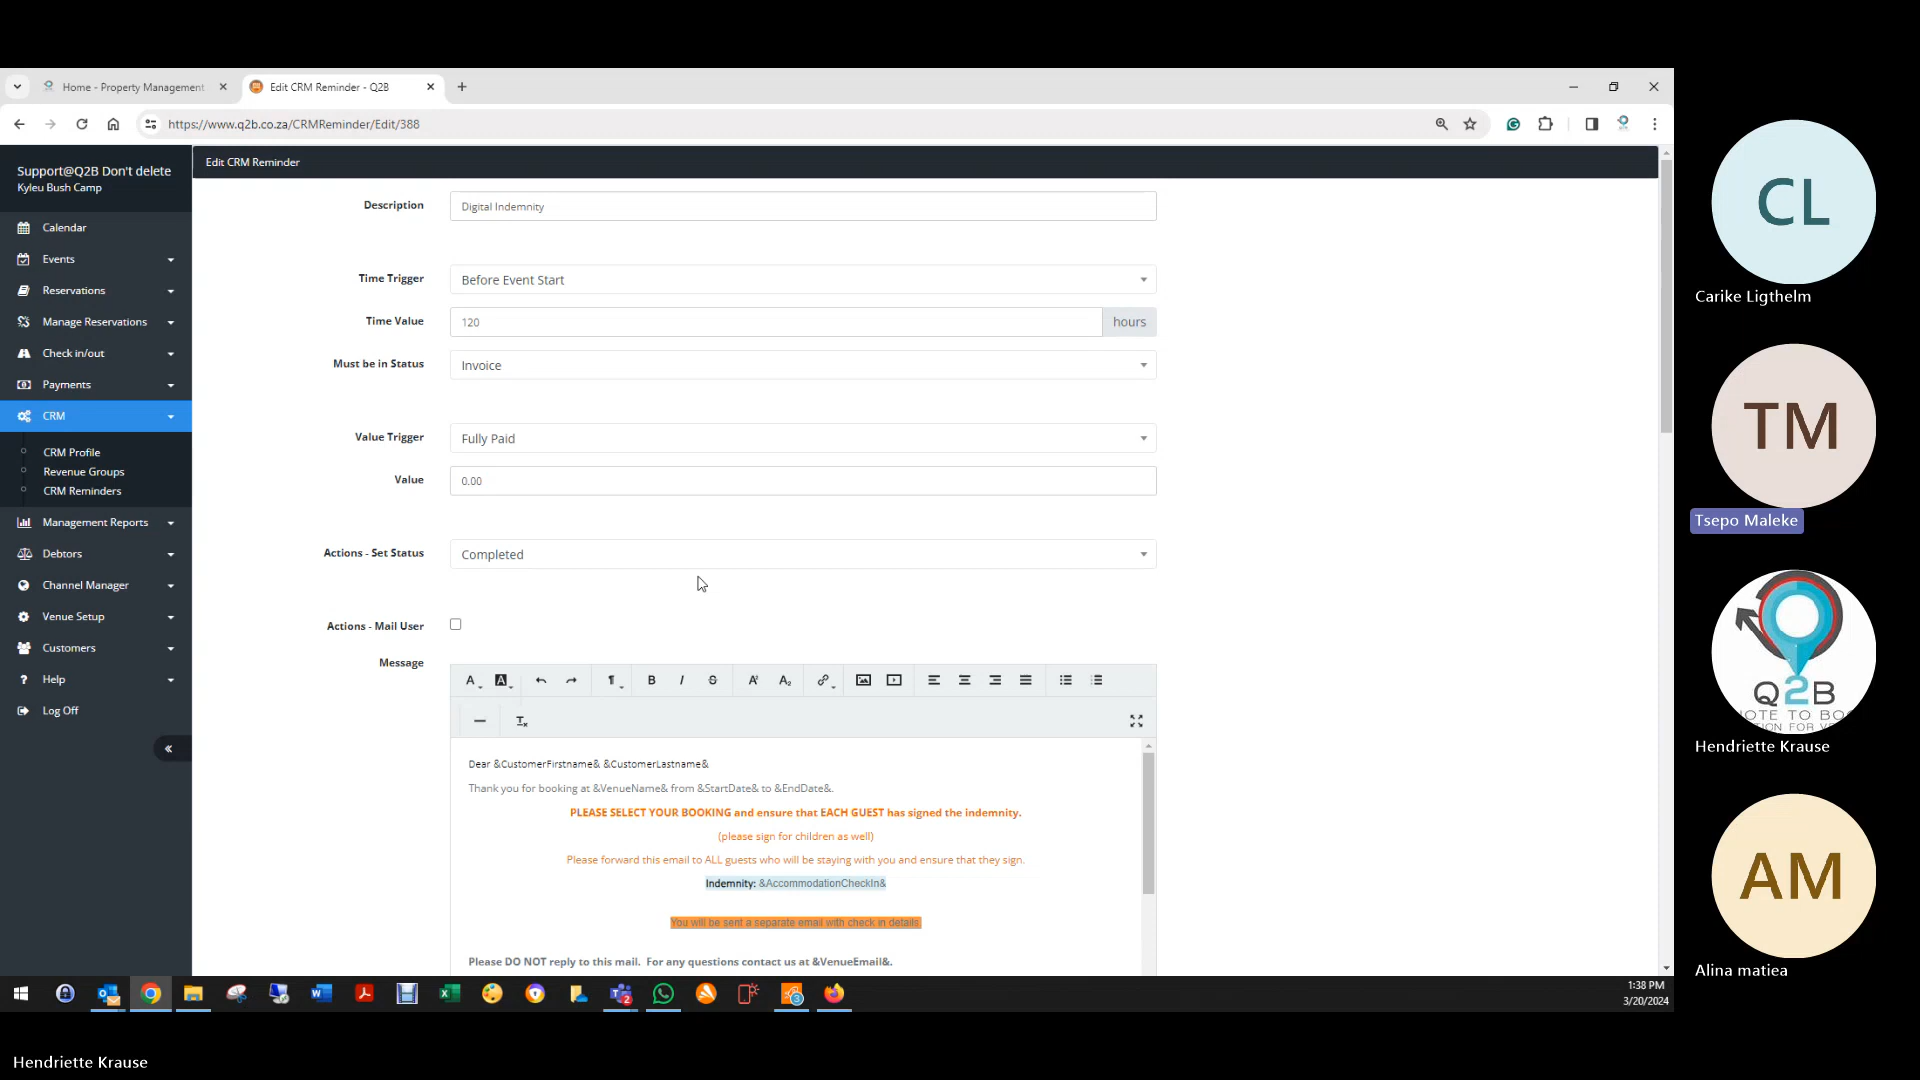 Home - Property Management
Edit CRM Reminder - Q2B
https://www.q2b.co.za/CRMReminder/Edit/388
Support@Q2B Don't delete
Kyleu Bush Camp
Edit CRM Reminder
Calendar
Events
Reservations
Manage Reservations
Check in/out
Payments
CRM
CRM Profile
Revenue Groups
CRM Reminders
Management Reports
Debtors
Channel Manager
Venue Setup
Customers
Help
Log Off
Description
Digital Indemnity
Time Trigger
Before Event Start
Time Value
120
hours
Must be in Status
Invoice
Value Trigger
Fully Paid
Value
0.00
Actions - Set Status
Completed
Actions - Mail User
Message
Dear &CustomerFirstname& &CustomerLastname&
Thank you for booking at &VenueName& from &StartDate& to &EndDate&.
PLEASE SELECT YOUR BOOKING and ensure that EACH GUEST has signed the indemnity.
(please sign for children as well)
Please forward this email to ALL guests who will be staying with you and ensure that they sign.
Indemnity: &AccommodationCheckIn&
You will be sent a separate email with check in details.
Please DO NOT reply to this mail.  For any questions contact us at &VenueEmail&.
1:38 PM
3/20/2024
CL
Carike Ligthelm
TM
Tsepo Maleke
Q2B
Hendriette Krause
AM
Alina matiea
Hendriette Krause